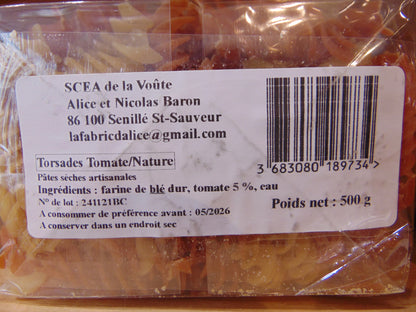 SCEA de la Voûte
Alice et Nicolas Baron
86 100 Senillé St-Sauveur
lafabricdalice@gmail.com
3 683080 189734 >
Torsades Tomate/Nature
Pâtes sèches artisanales
Ingrédients : farine de blé dur, tomate 5 %, eau
N° de lot : 241121BC
Poids net : 500 g
A consommer de préférence avant : 05/2026
A conserver dans un endroit sec